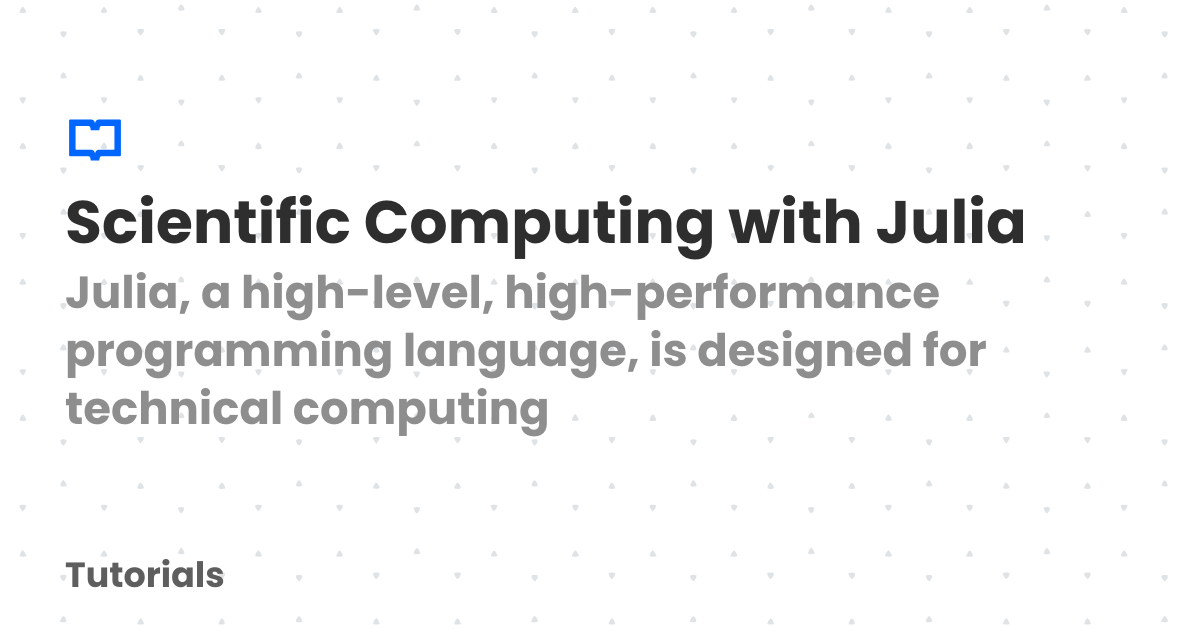 Scientific Computing with Julia
Julia, a high-level, high-performance
programming language, is designed for
technical computing
Tutorials